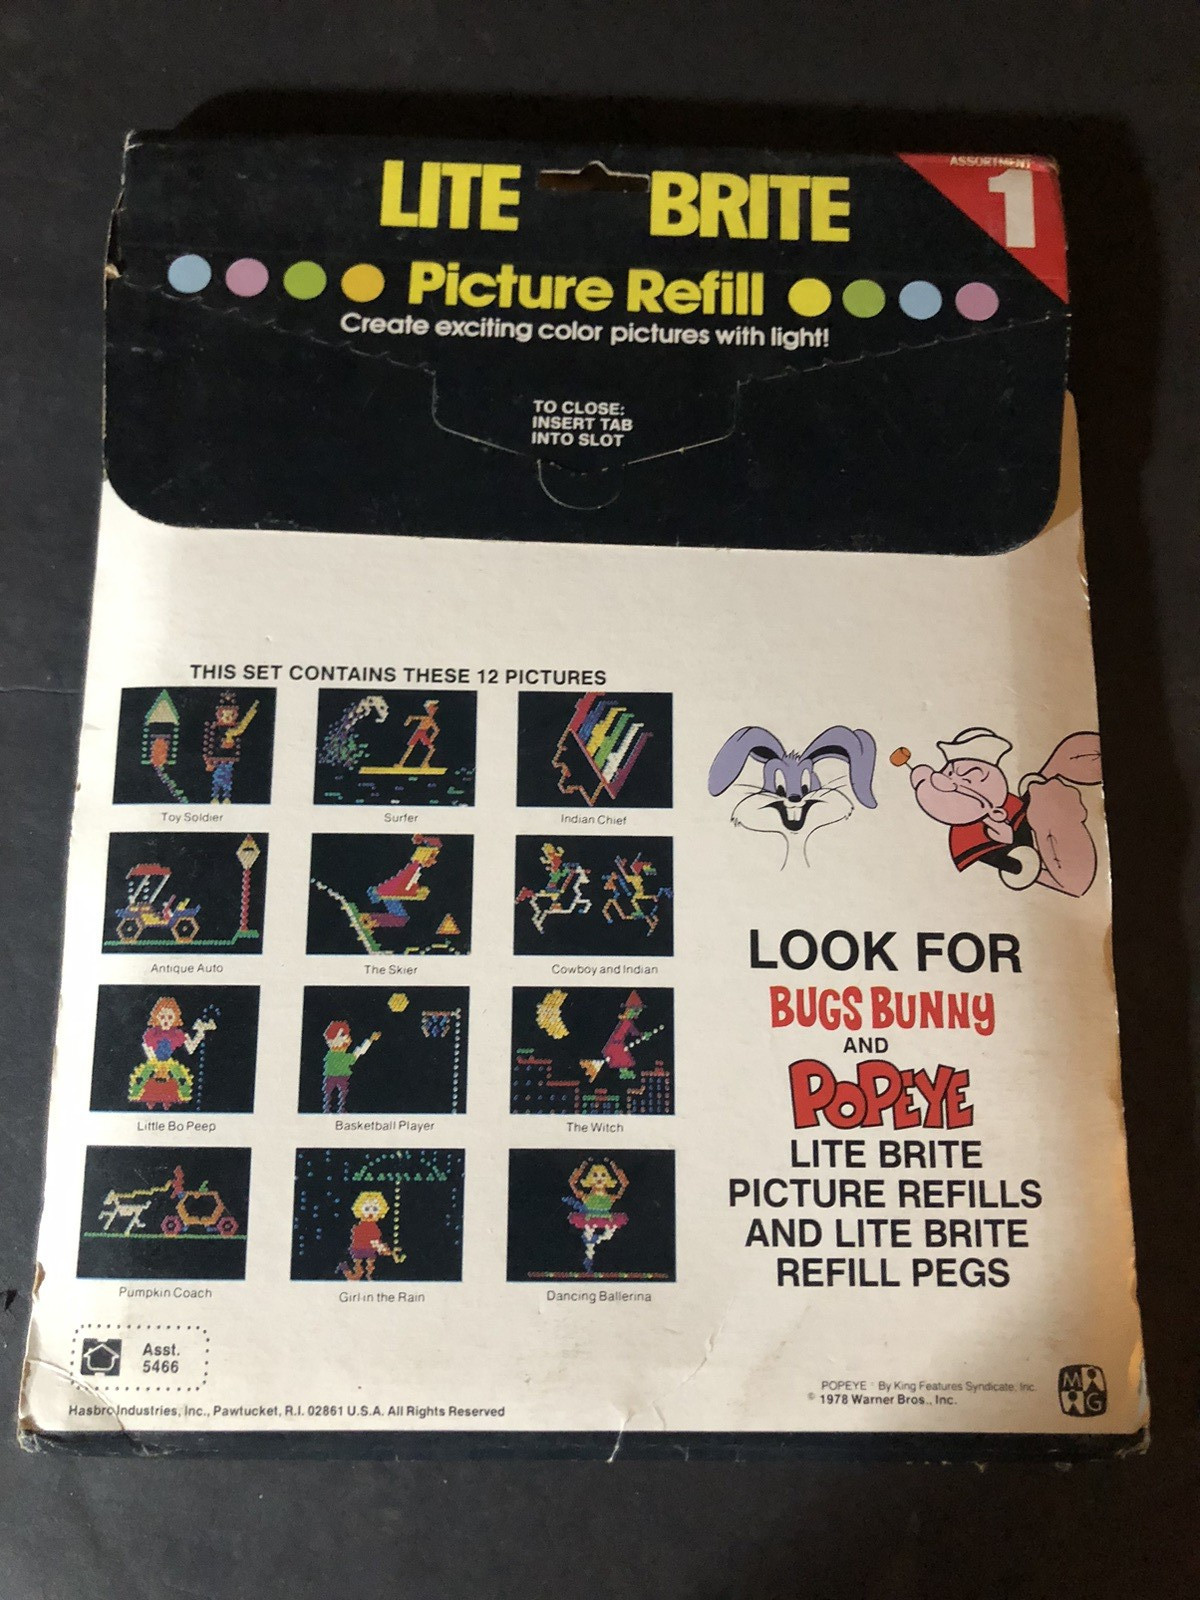 ASSORTMENT
1
LITE BRITE
Picture Refill
Create exciting color pictures with light!
TO CLOSE:
INSERT TAB
INTO SLOT
THIS SET CONTAINS THESE 12 PICTURES
Toy Soldier
Surfer
Indian Chief
Antique Auto
The Skier
Cowboy and Indian
Little Bo Peep
Basketball Player
The Witch
Pumpkin Coach
Girl in the Rain
Dancing Ballerina
LOOK FOR
BUGS BUNNY
AND
POPEYE
LITE BRITE
PICTURE REFILLS
AND LITE BRITE
REFILL PEGS
Asst.
5466
Hasbro Industries, Inc., Pawtucket, R.I. 02861 U.S.A. All Rights Reserved
POPEYE By King Features Syndicate, Inc.
© 1978 Warner Bros., Inc.
M
G